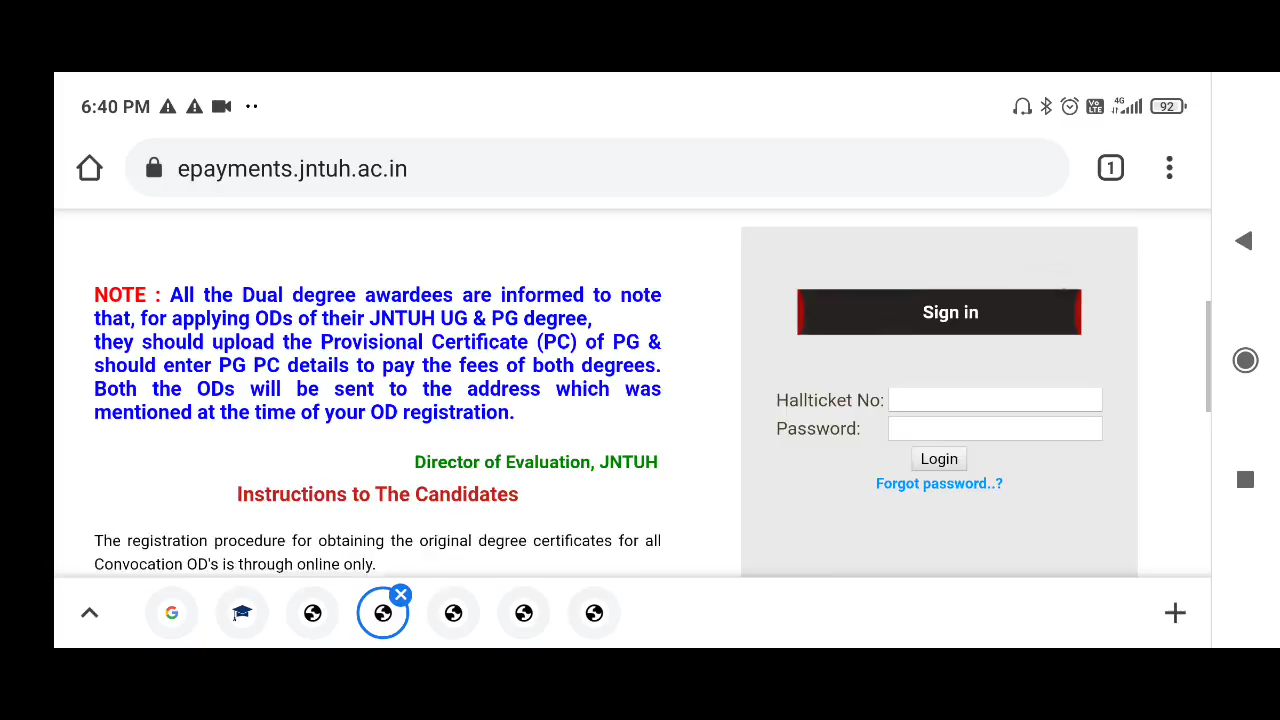 6:40 PM
4G
VO LTE
92
epayments.jntuh.ac.in
1
NOTE : All the Dual degree awardees are informed to note
that, for applying ODs of their JNTUH UG & PG degree,
they should upload the Provisional Certificate (PC) of PG &
should enter PG PC details to pay the fees of both degrees.
Both the ODs will be sent to the address which was
mentioned at the time of your OD registration.
Director of Evaluation, JNTUH
Instructions to The Candidates
The registration procedure for obtaining the original degree certificates for all
Convocation OD's is through online only.
Sign in
Hallticket No:
Password:
Login
Forgot password..?